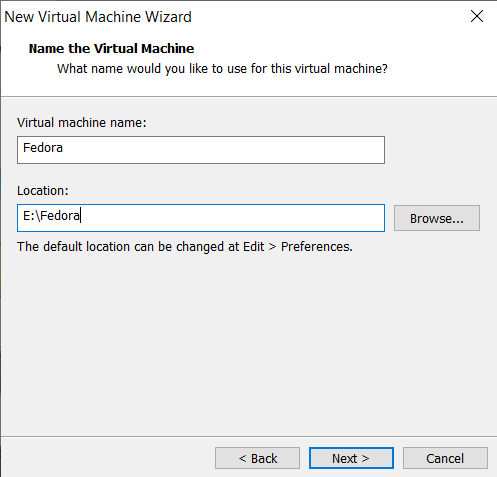 New Virtual Machine Wizard
Name the Virtual Machine
What name would you like to use for this virtual machine?
Virtual machine name:
Fedora
Location:
E:\Fedora
Browse...
The default location can be changed at Edit > Preferences.
< Back
Next >
Cancel